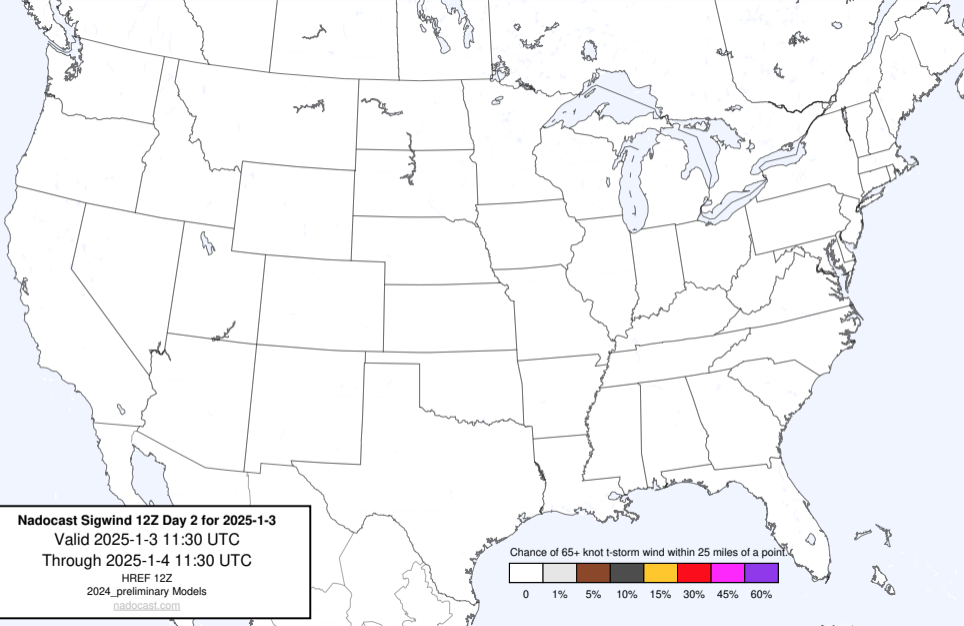 Nadocast Sigwind 12Z Day 2 for 2025-1-3
Valid 2025-1-3 11:30 UTC
Through 2025-1-4 11:30 UTC
HREF 12Z
2024_preliminary Models
nadocast.com
Chance of 65+ knot t-storm wind within 25 miles of a point.
0 1% 5% 10% 15% 30% 45% 60%